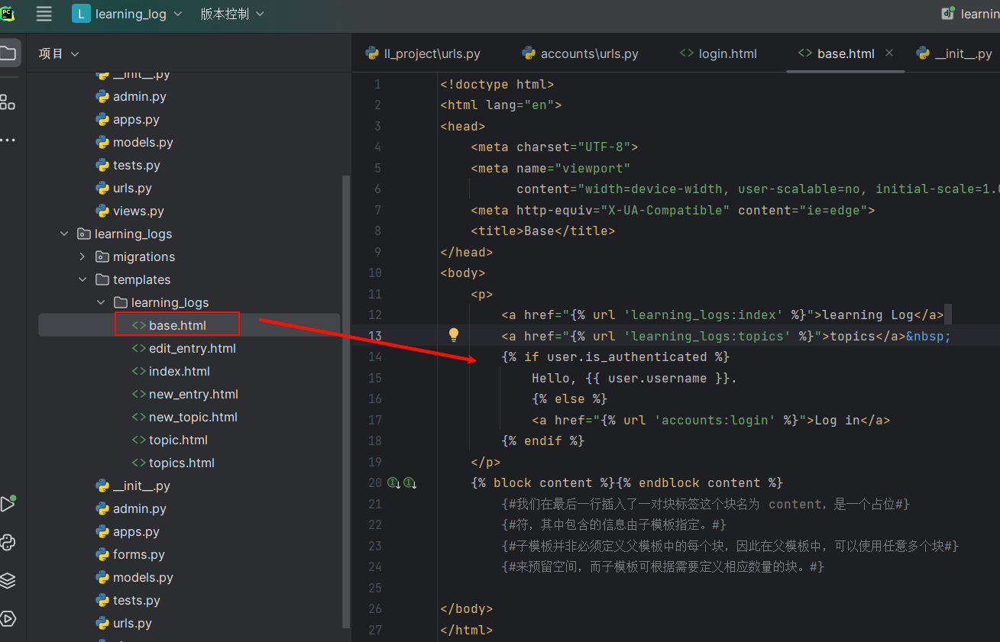 PC
L learning_log 版本控制
dj learnin
项目
ll_project\urls.py accounts\urls.py <> login.html <> base.html × __init__.py
__init__.py
admin.py
apps.py
models.py
tests.py
urls.py
views.py
learning_logs
migrations
templates
learning_logs
<> base.html
<> edit_entry.html
<> index.html
<> new_entry.html
<> new_topic.html
<> topic.html
<> topics.html
__init__.py
admin.py
apps.py
forms.py
models.py
tests.py
urls.py
1 <!doctype html>
2 <html lang="en">
3 <head>
4 <meta charset="UTF-8">
5 <meta name="viewport"
6 content="width=device-width, user-scalable=no, initial-scale=1.0
7 <meta http-equiv="X-UA-Compatible" content="ie=edge">
8 <title>Base</title>
9 </head>
10 <body>
11 <p>
12 <a href="{% url 'learning_logs:index' %}">learning Log</a>
13 <a href="{% url 'learning_logs:topics' %}">topics</a>&nbsp;
14 {% if user.is_authenticated %}
15 Hello, {{ user.username }}.
16 {% else %}
17 <a href="{% url 'accounts:login' %}">Log in</a>
18 {% endif %}
19 </p>
20 {% block content %}{% endblock content %}
21 {#我们在最后一行插入了一对块标签这个块名为 content，是一个占位#}
22 {#符，其中包含的信息由子模板指定。#}
23 {#子模板并非必须定义父模板中的每个块，因此在父模板中，可以使用任意多个块#}
24 {#来预留空间，而子模板可根据需要定义相应数量的块。#}
25
26 </body>
27 </html>